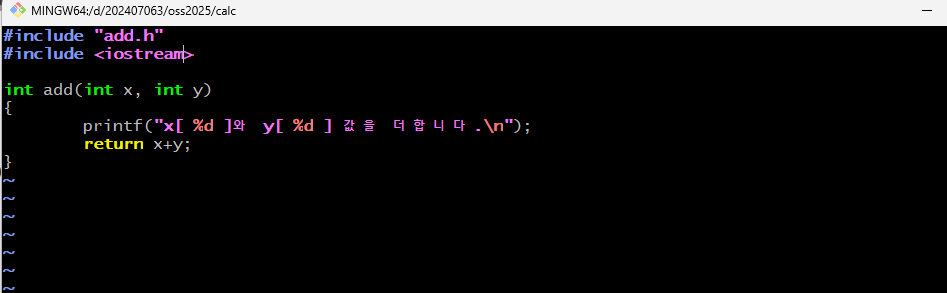 MINGW64:/d/202407063/oss2025/calc
#include "add.h"
#include <iostream>
int add(int x, int y)
{
        printf("x[ %d ]와 y[ %d ] 값을 더합니다.\n");
        return x+y;
}
~
~
~
~
~
~
~